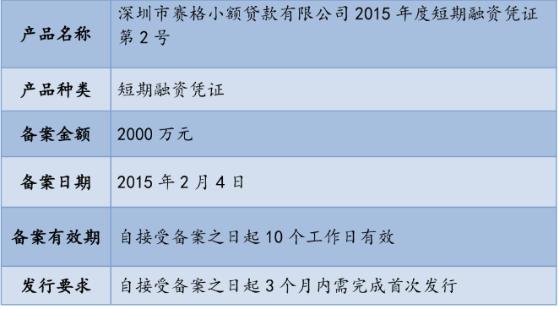 产品名称
深圳市赛格小额贷款有限公司 2015 年度短期融资凭证
第 2 号
产品种类
短期融资凭证
备案金额
2000 万元
备案日期
2015 年 2 月 4 日
备案有效期
自接受备案之日起 10 个工作日有效
发行要求
自接受备案之日起 3 个月内需完成首次发行